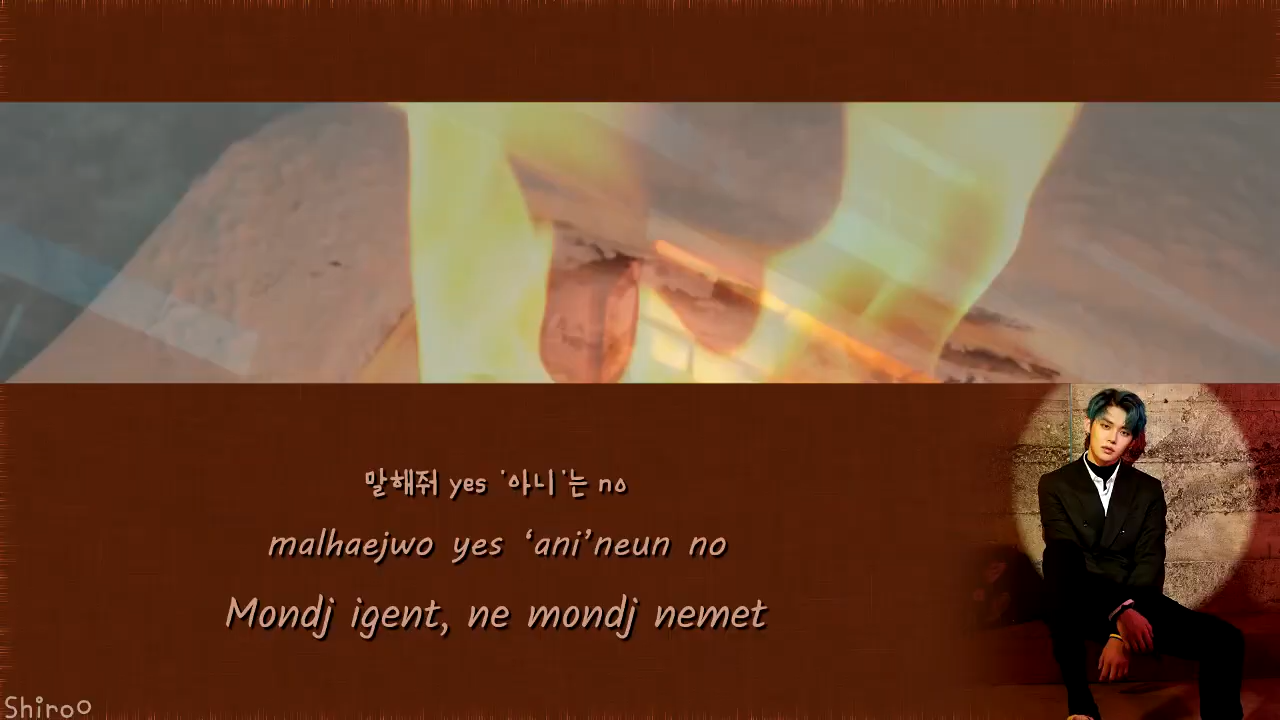 말해줘 yes '아니'는 no
malhaejwo yes ‘ani’neun no
Mondj igent, ne mondj nemet
Shiroo